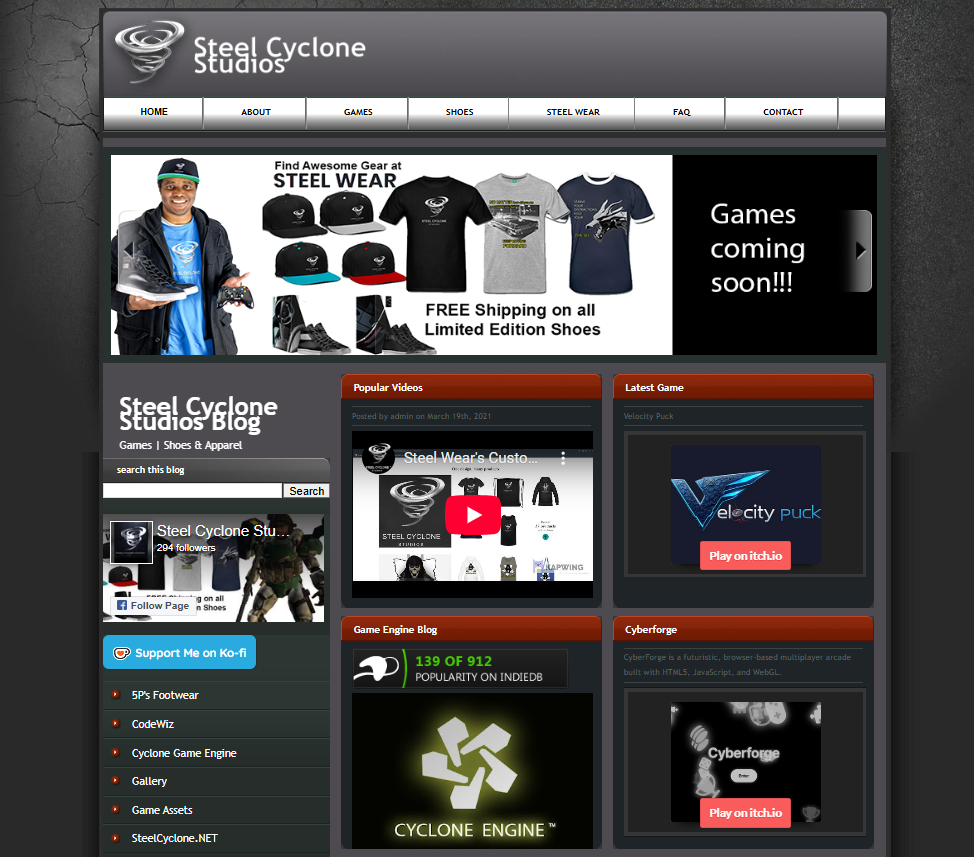 Steel Cyclone
Studios
HOME
ABOUT
GAMES
SHOES
STEEL WEAR
FAQ
CONTACT
Find Awesome Gear at
STEEL WEAR
FREE Shipping on all
Limited Edition Shoes
Games
coming
soon!!!
Steel Cyclone
Studios Blog
Games | Shoes & Apparel
search this blog
Search
Steel Cyclone Stu...
294 followers
Follow Page
Support Me on Ko-fi
5P's Footwear
CodeWiz
Cyclone Game Engine
Gallery
Game Assets
SteelCyclone.NET
Popular Videos
Posted by admin on March 19th, 2021
Steel Wear's Custo...
STEEL CYCLONE
STUDIOS
KAPWING
Game Engine Blog
139 OF 912
POPULARITY ON INDIEDB
CYCLONE ENGINE™
Latest Game
Velocity Puck
Velocity puck
Play on itch.io
Cyberforge
CyberForge is a futuristic, browser-based multiplayer arcade
built with HTML5, JavaScript, and WebGL.
Cyberforge
Enter
Play on itch.io